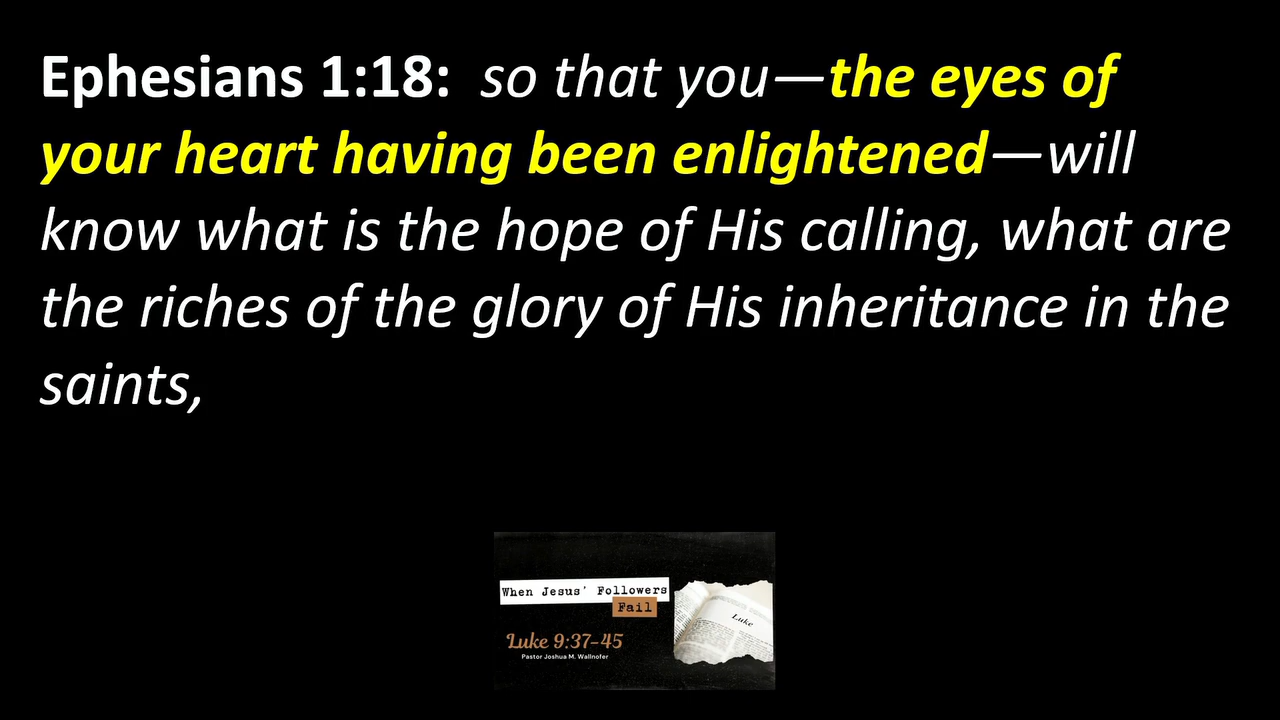 Ephesians 1:18:  so that you—the eyes of
your heart having been enlightened—will
know what is the hope of His calling, what are
the riches of the glory of His inheritance in the
saints,
When Jesus' Followers
Fail
Luke 9:37-45
Pastor Joshua M. Wallnofer
Luke